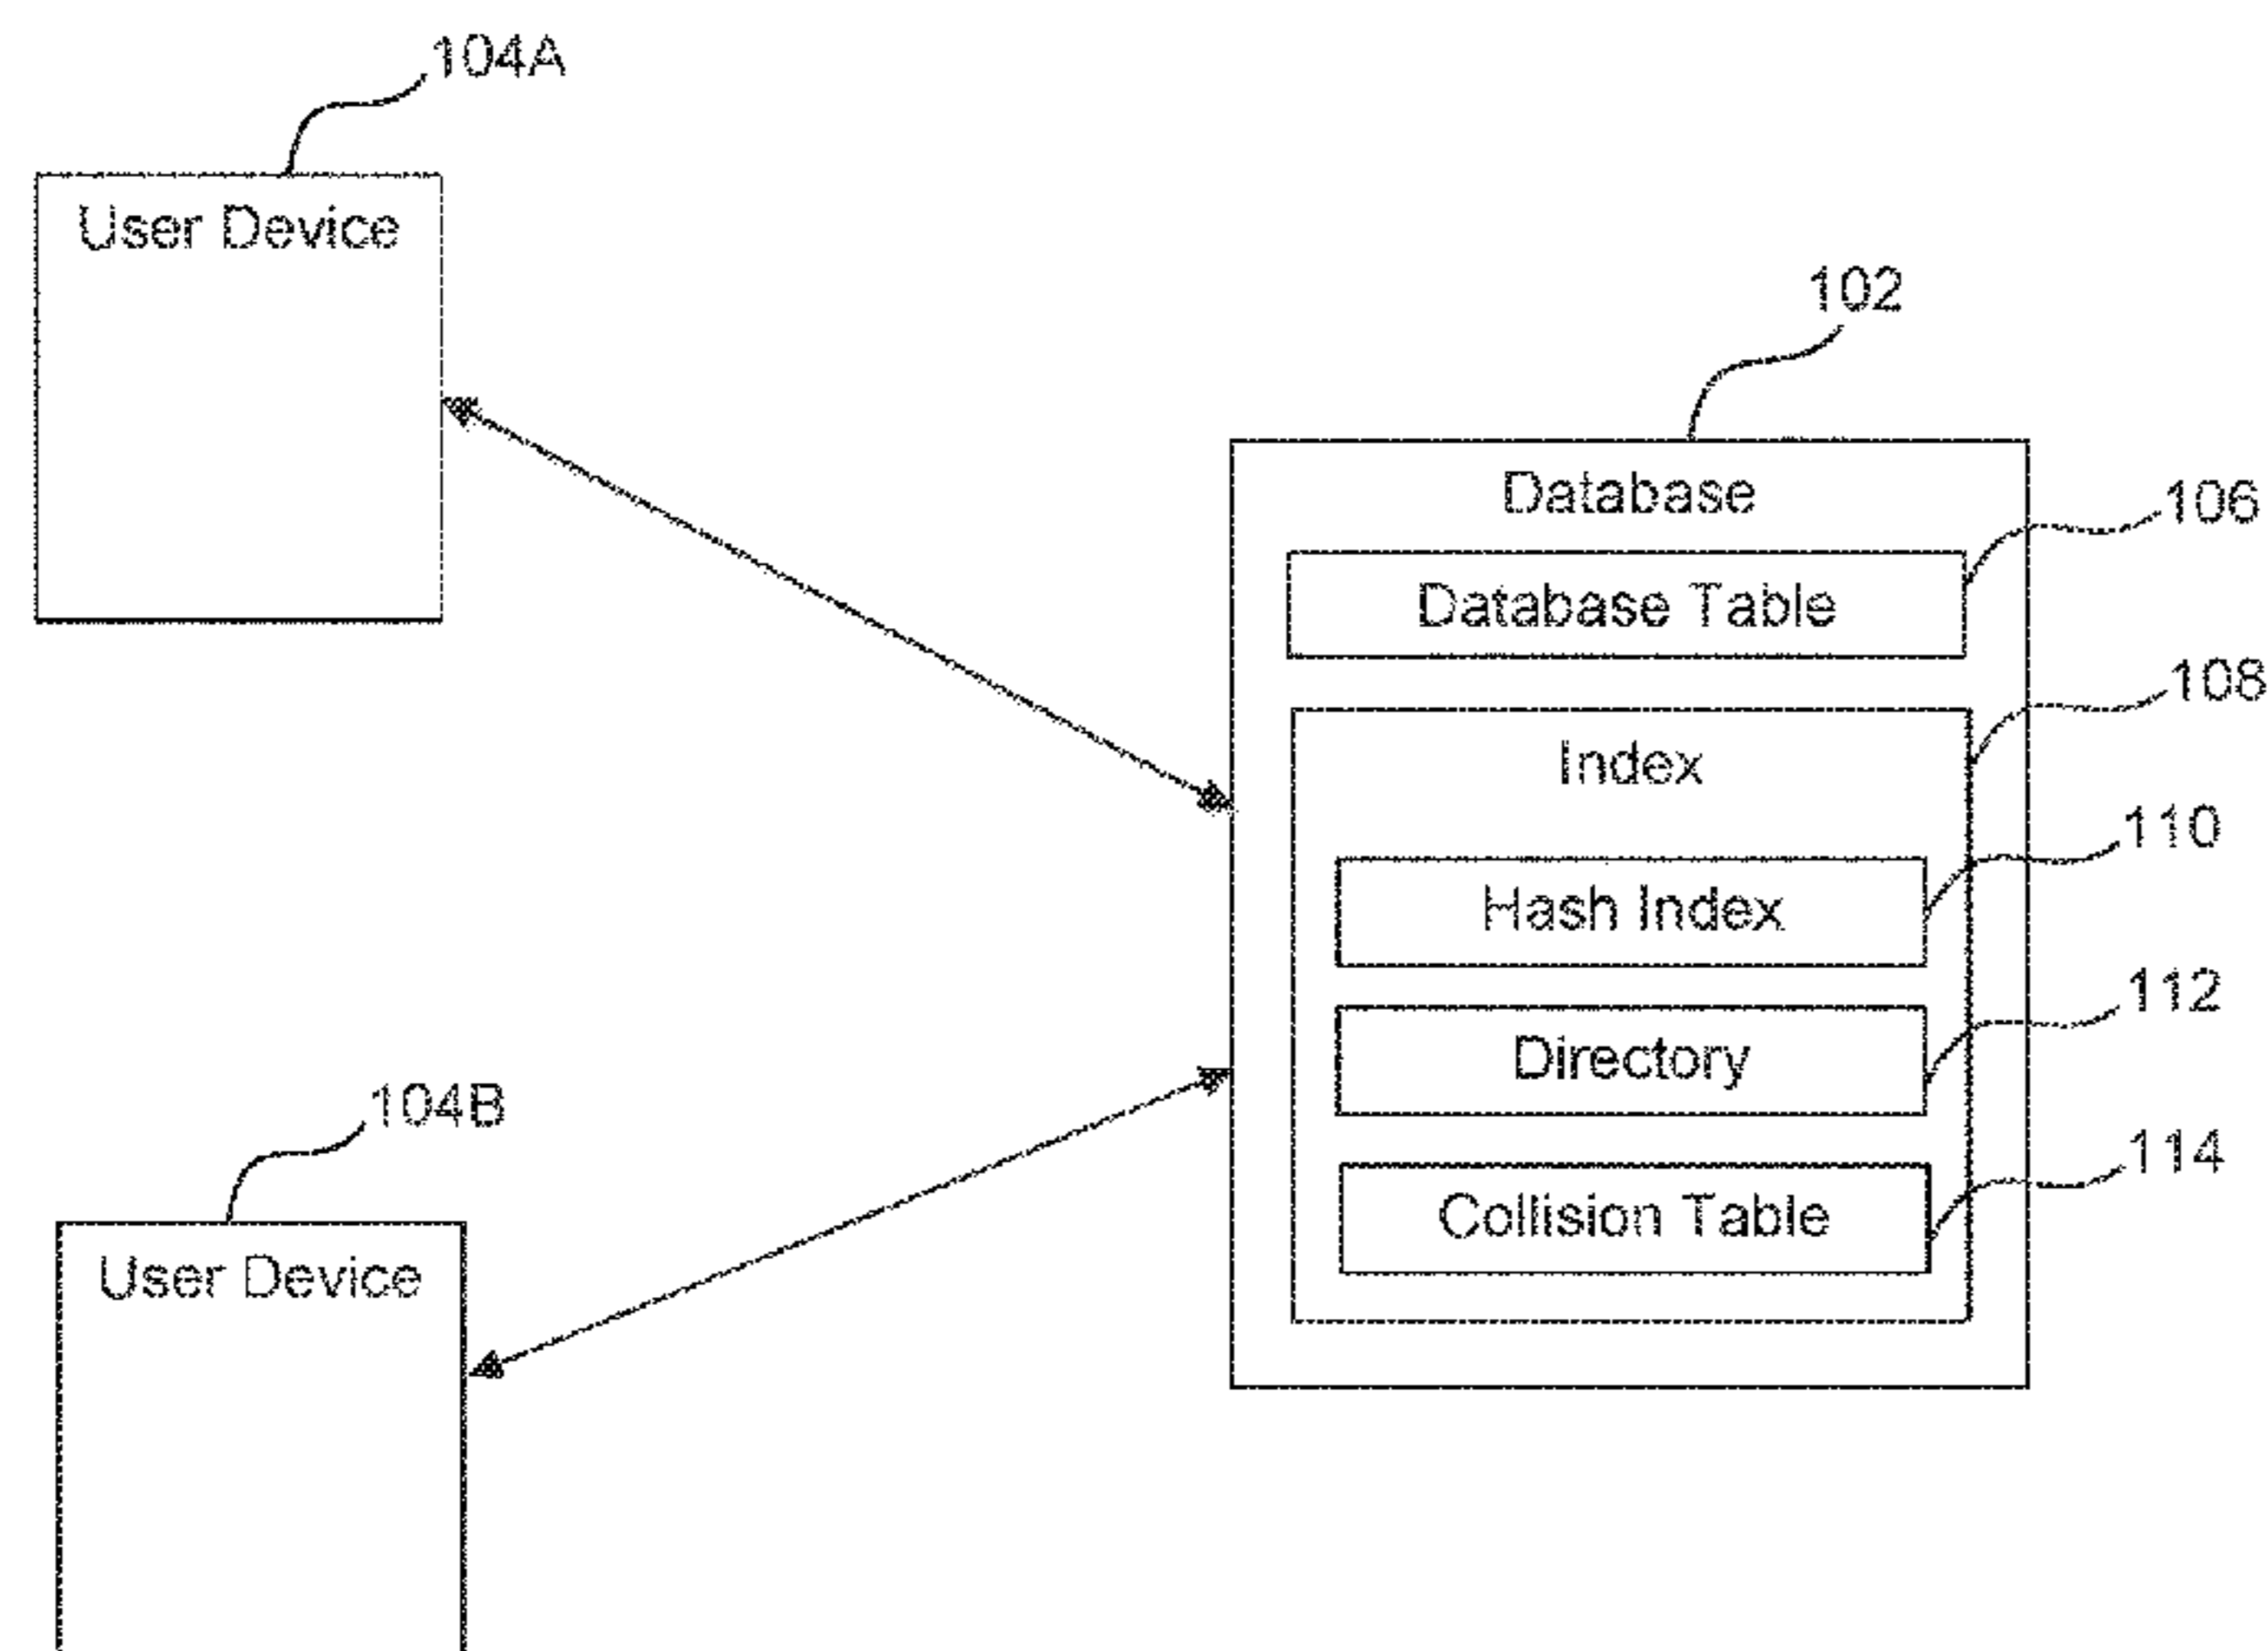 104A
User Device
102
Database
106
Database Table
108
Index
110
Hash Index
112
Directory
114
Collision Table
104B
User Device